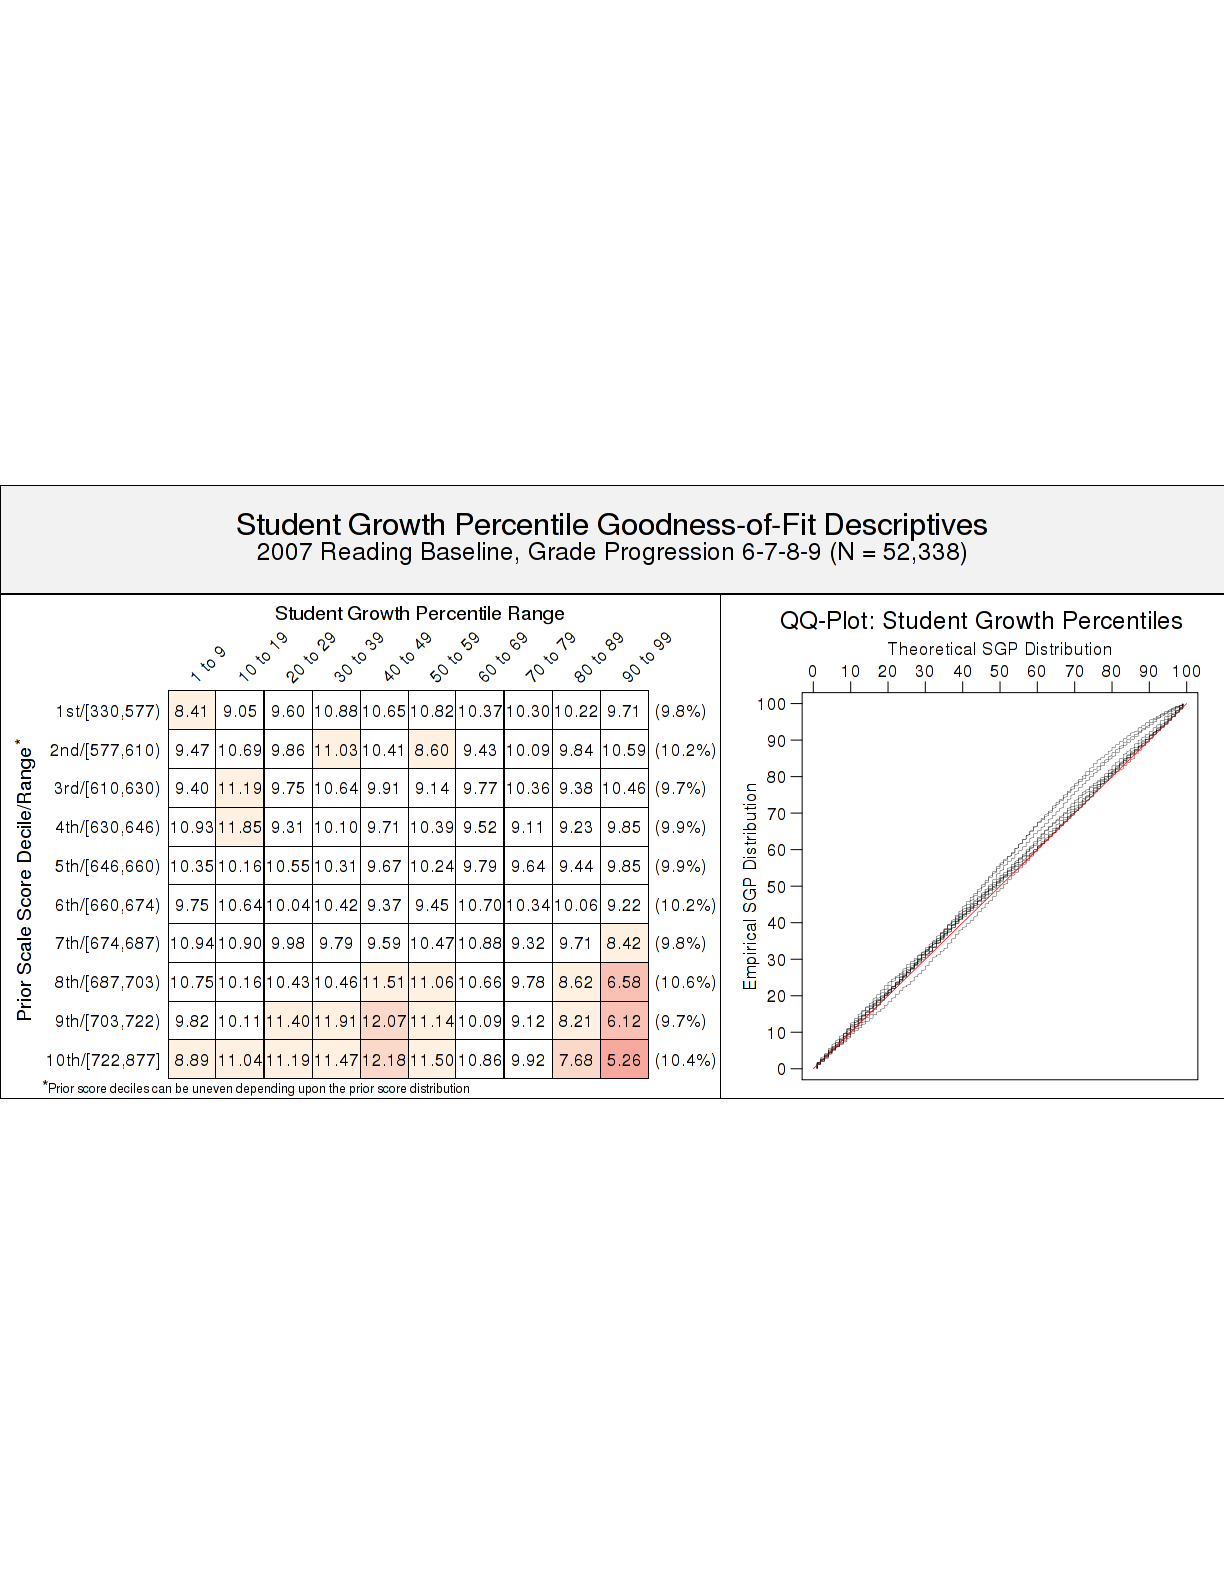 Student Growth Percentile Goodness-of-Fit Descriptives
2007 Reading Baseline, Grade Progression 6-7-8-9 (N = 52,338)
Student Growth Percentile Range
1 to 9 10 to 19 20 to 29 30 to 39 40 to 49 50 to 59 60 to 69 70 to 79 80 to 89 90 to 99
Prior Scale Score Decile/Range*
1st/[330,577) 8.41 9.05 9.60 10.88 10.65 10.82 10.37 10.30 10.22 9.71 (9.8%)
2nd/[577,610) 9.47 10.69 9.86 11.03 10.41 8.60 9.43 10.09 9.84 10.59 (10.2%)
3rd/[610,630) 9.40 11.19 9.75 10.64 9.91 9.14 9.77 10.36 9.38 10.46 (9.7%)
4th/[630,646) 10.93 11.85 9.31 10.10 9.71 10.39 9.52 9.11 9.23 9.85 (9.9%)
5th/[646,660) 10.35 10.16 10.55 10.31 9.67 10.24 9.79 9.64 9.44 9.85 (9.9%)
6th/[660,674) 9.75 10.64 10.04 10.42 9.37 9.45 10.70 10.34 10.06 9.22 (10.2%)
7th/[674,687) 10.94 10.90 9.98 9.79 9.59 10.47 10.88 9.32 9.71 8.42 (9.8%)
8th/[687,703) 10.75 10.16 10.43 10.46 11.51 11.06 10.66 9.78 8.62 6.58 (10.6%)
9th/[703,722) 9.82 10.11 11.40 11.91 12.07 11.14 10.09 9.12 8.21 6.12 (9.7%)
10th/[722,877] 8.89 11.04 11.19 11.47 12.18 11.50 10.86 9.92 7.68 5.26 (10.4%)
*Prior score deciles can be uneven depending upon the prior score distribution
QQ-Plot: Student Growth Percentiles
Theoretical SGP Distribution
0 10 20 30 40 50 60 70 80 90 100
Empirical SGP Distribution
100
90
80
70
60
50
40
30
20
10
0